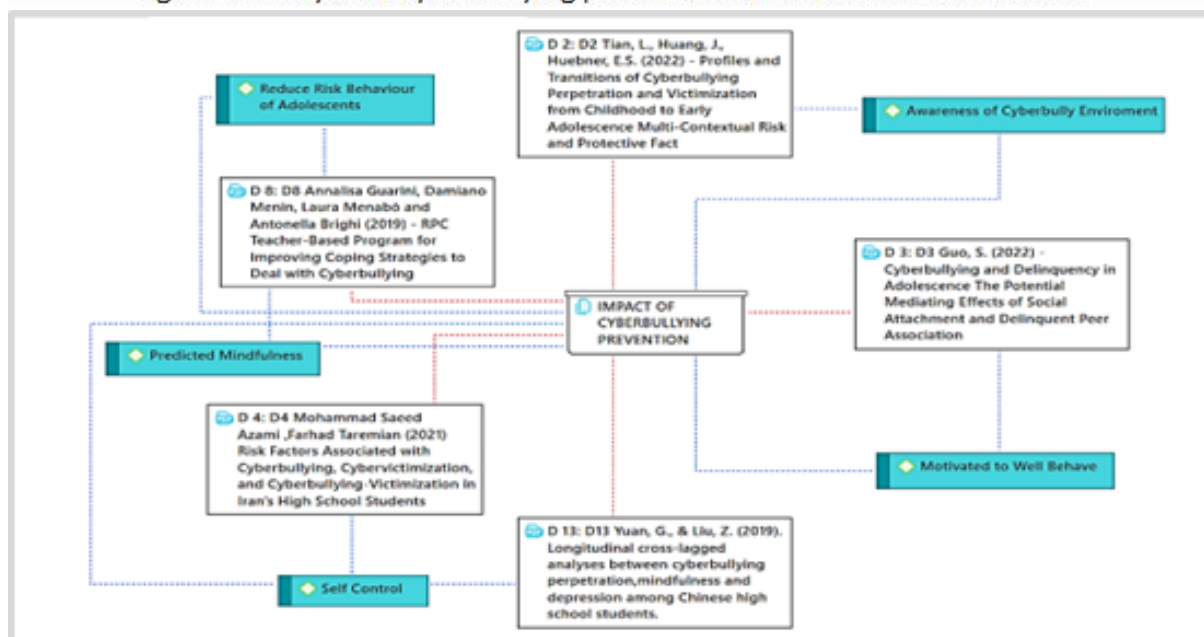 D 2: D2 Tian, L., Huang, J.,
Huebner, E.S. (2022) - Profiles and
Transitions of Cyberbullying
Perpetration and Victimization
from Childhood to Early
Adolescence Multi-Contextual Risk
and Protective Fact
Reduce Risk Behaviour
of Adolescents
Awareness of Cyberbully Enviroment
D 8: D8 Annalisa Guarini, Damiano
Menin, Laura Menabó and
Antonella Brighi (2019) - RPC
Teacher-Based Program for
Improving Coping Strategies to
Deal with Cyberbullying
D 3: D3 Guo, S. (2022) -
Cyberbullying and Delinquency in
Adolescence The Potential
Mediating Effects of Social
Attachment and Delinquent Peer
Association
IMPACT OF
CYBERBULLYING
PREVENTION
Predicted Mindfulness
D 4: D4 Mohammad Saeed
Azami ,Farhad Taremian (2021)
Risk Factors Associated with
Cyberbullying, Cybervictimization,
and Cyberbullying-Victimization in
Iran's High School Students
Motivated to Well Behave
D 13: D13 Yuan, G., & Liu, Z. (2019).
Longitudinal cross-lagged
analyses between cyberbullying
perpetration,mindfulness and
depression among Chinese high
school students.
Self Control